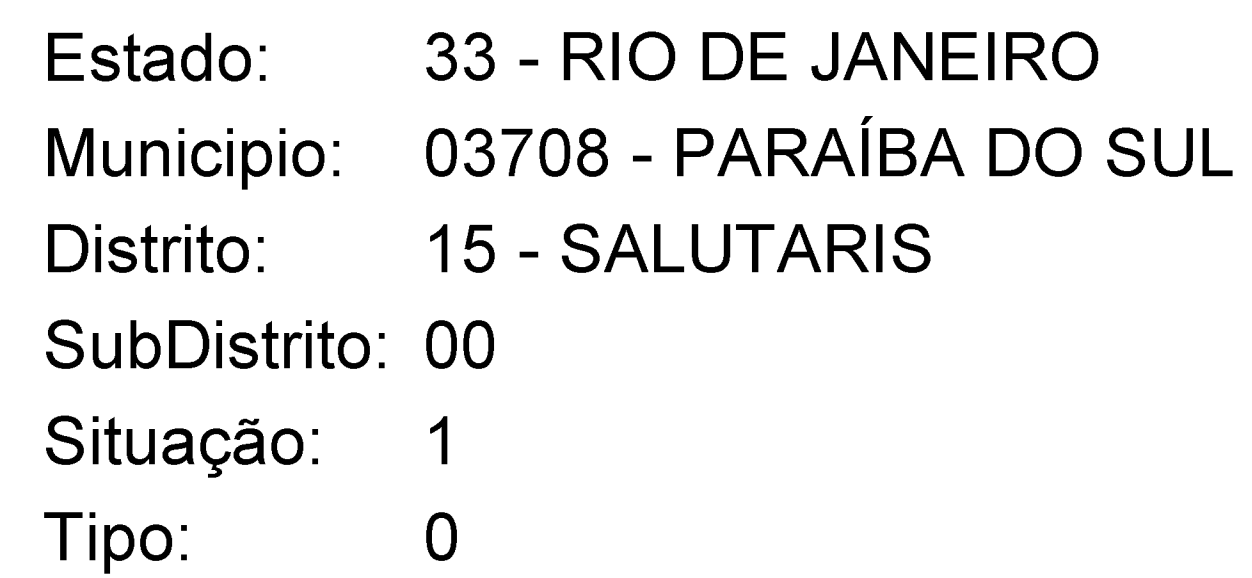 Estado: 33 - RIO DE JANEIRO
Municipio: 03708 - PARAÍBA DO SUL
Distrito: 15 - SALUTARIS
SubDistrito: 00
Situação: 1
Tipo: 0